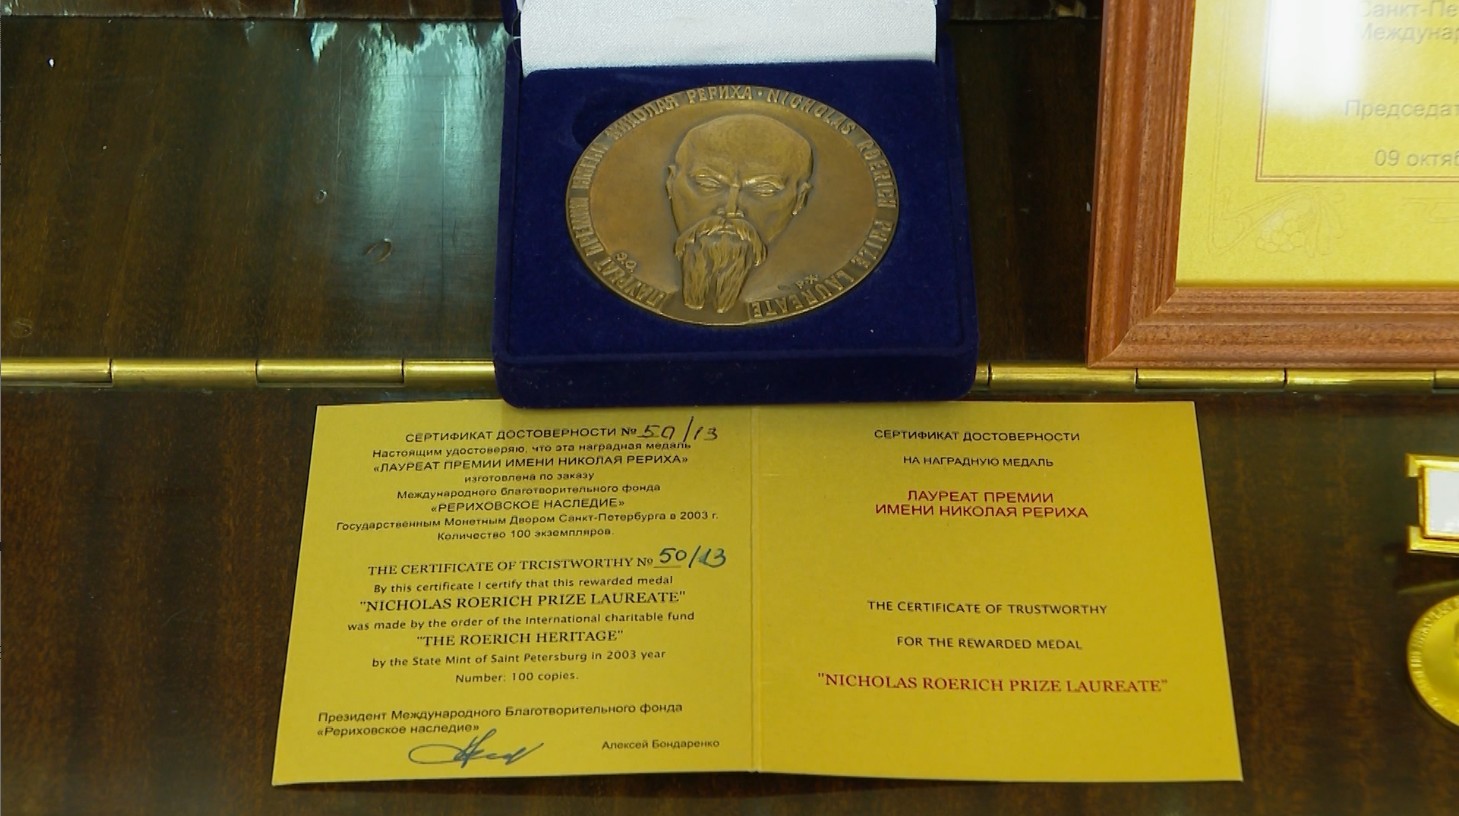 ЛАУРЕАТ ПРЕМИИ ИМЕНИ НИКОЛАЯ РЕРИХА · NICHOLAS ROERICH PRIZE LAUREATE
Санкт-Пе
Междунар
Председат
09 октяб
СЕРТИФИКАТ ДОСТОВЕРНОСТИ № 50/13
Настоящим удостоверяю, что эта наградная медаль
«ЛАУРЕАТ ПРЕМИИ ИМЕНИ НИКОЛАЯ РЕРИХА»
изготовлена по заказу
Международного благотворительного фонда
«РЕРИХОВСКОЕ НАСЛЕДИЕ»
Государственным Монетным Двором Санкт-Петербурга в 2003 г.
Количество 100 экземпляров.
THE CERTIFICATE OF TRCISTWORTHY № 50/13
By this certificate I certify that this rewarded medal
"NICHOLAS ROERICH PRIZE LAUREATE"
was made by the order of the International charitable fund
"THE ROERICH HERITAGE"
by the State Mint of Saint Petersburg in 2003 year
Number: 100 copies.
Президент Международного Благотворительного фонда
«Рериховское наследие»
Алексей Бондаренко
СЕРТИФИКАТ ДОСТОВЕРНОСТИ
НА НАГРАДНУЮ МЕДАЛЬ
ЛАУРЕАТ ПРЕМИИ
ИМЕНИ НИКОЛАЯ РЕРИХА
THE CERTIFICATE OF TRUSTWORTHY
FOR THE REWARDED MEDAL
"NICHOLAS ROERICH PRIZE LAUREATE"